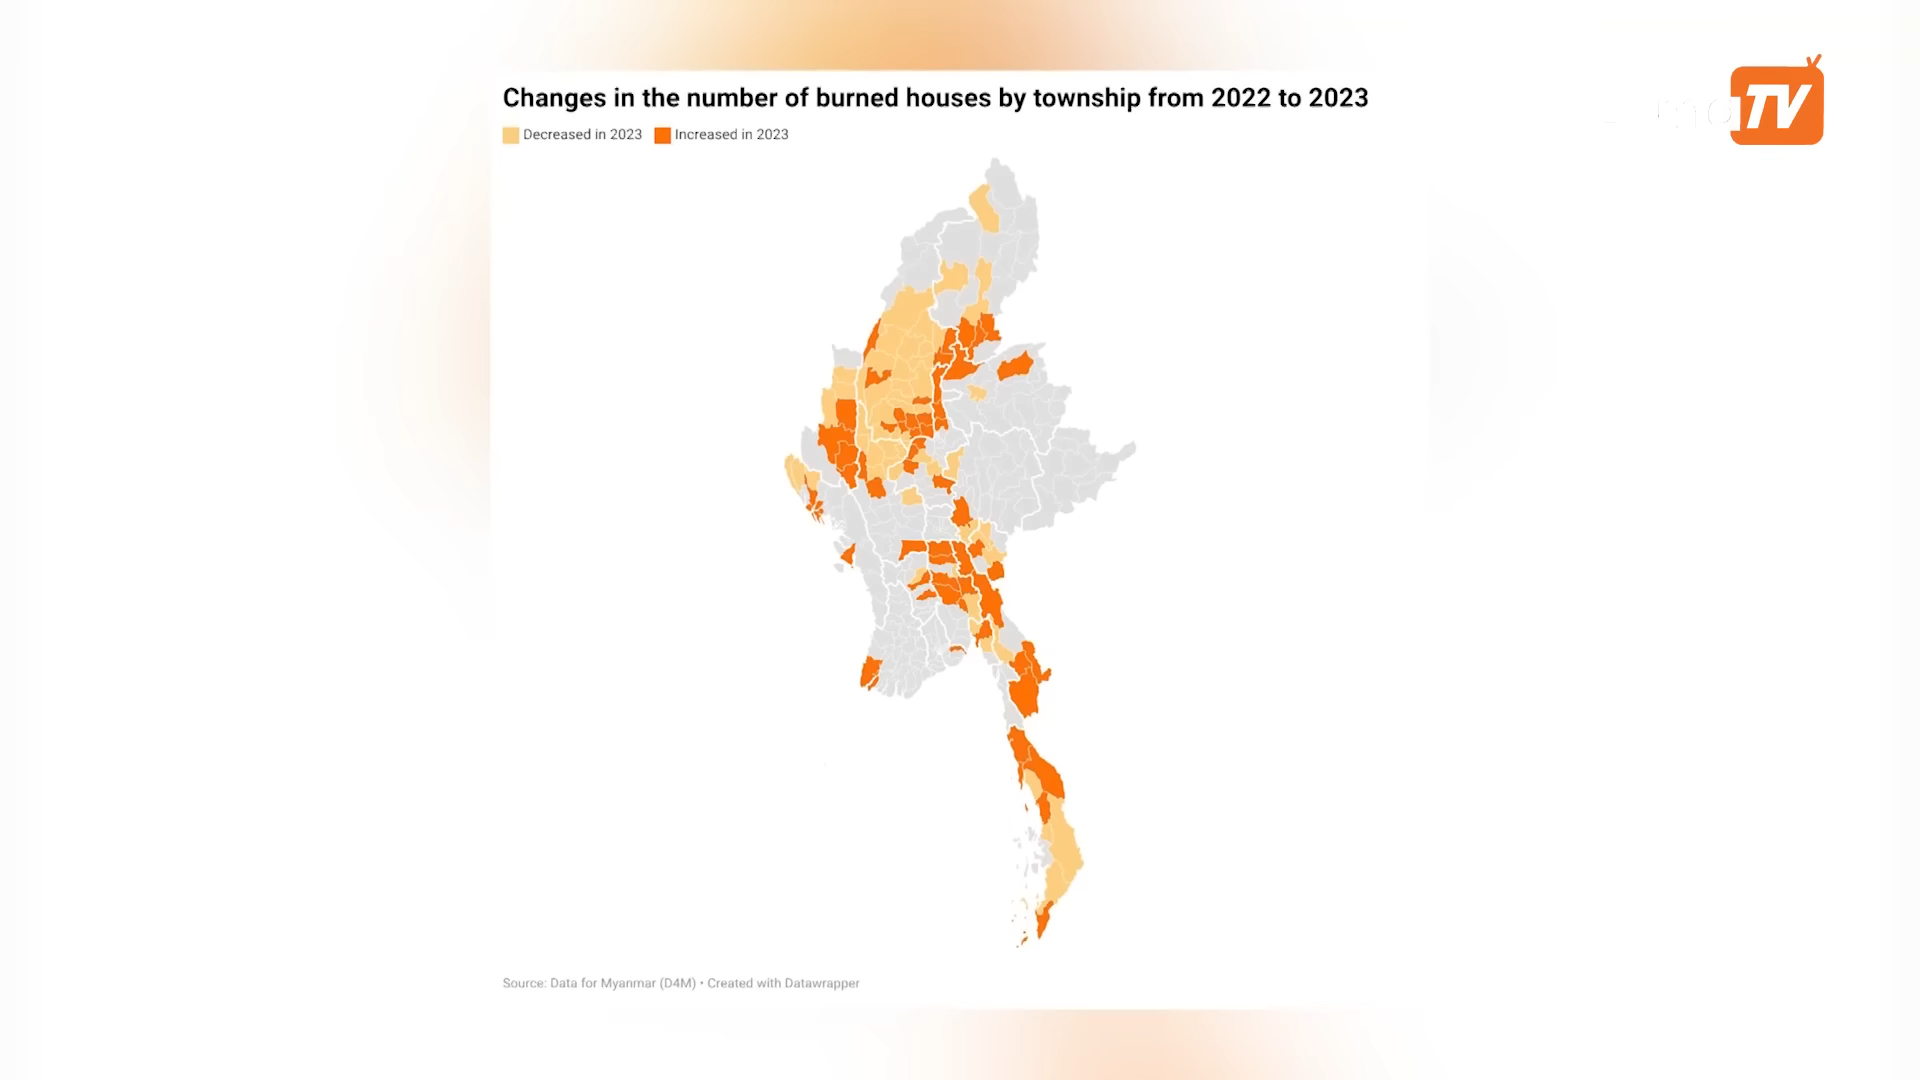 Changes in the number of burned houses by township from 2022 to 2023
Decreased in 2023 Increased in 2023
TV
Source: Data for Myanmar (D4M) • Created with Datawrapper